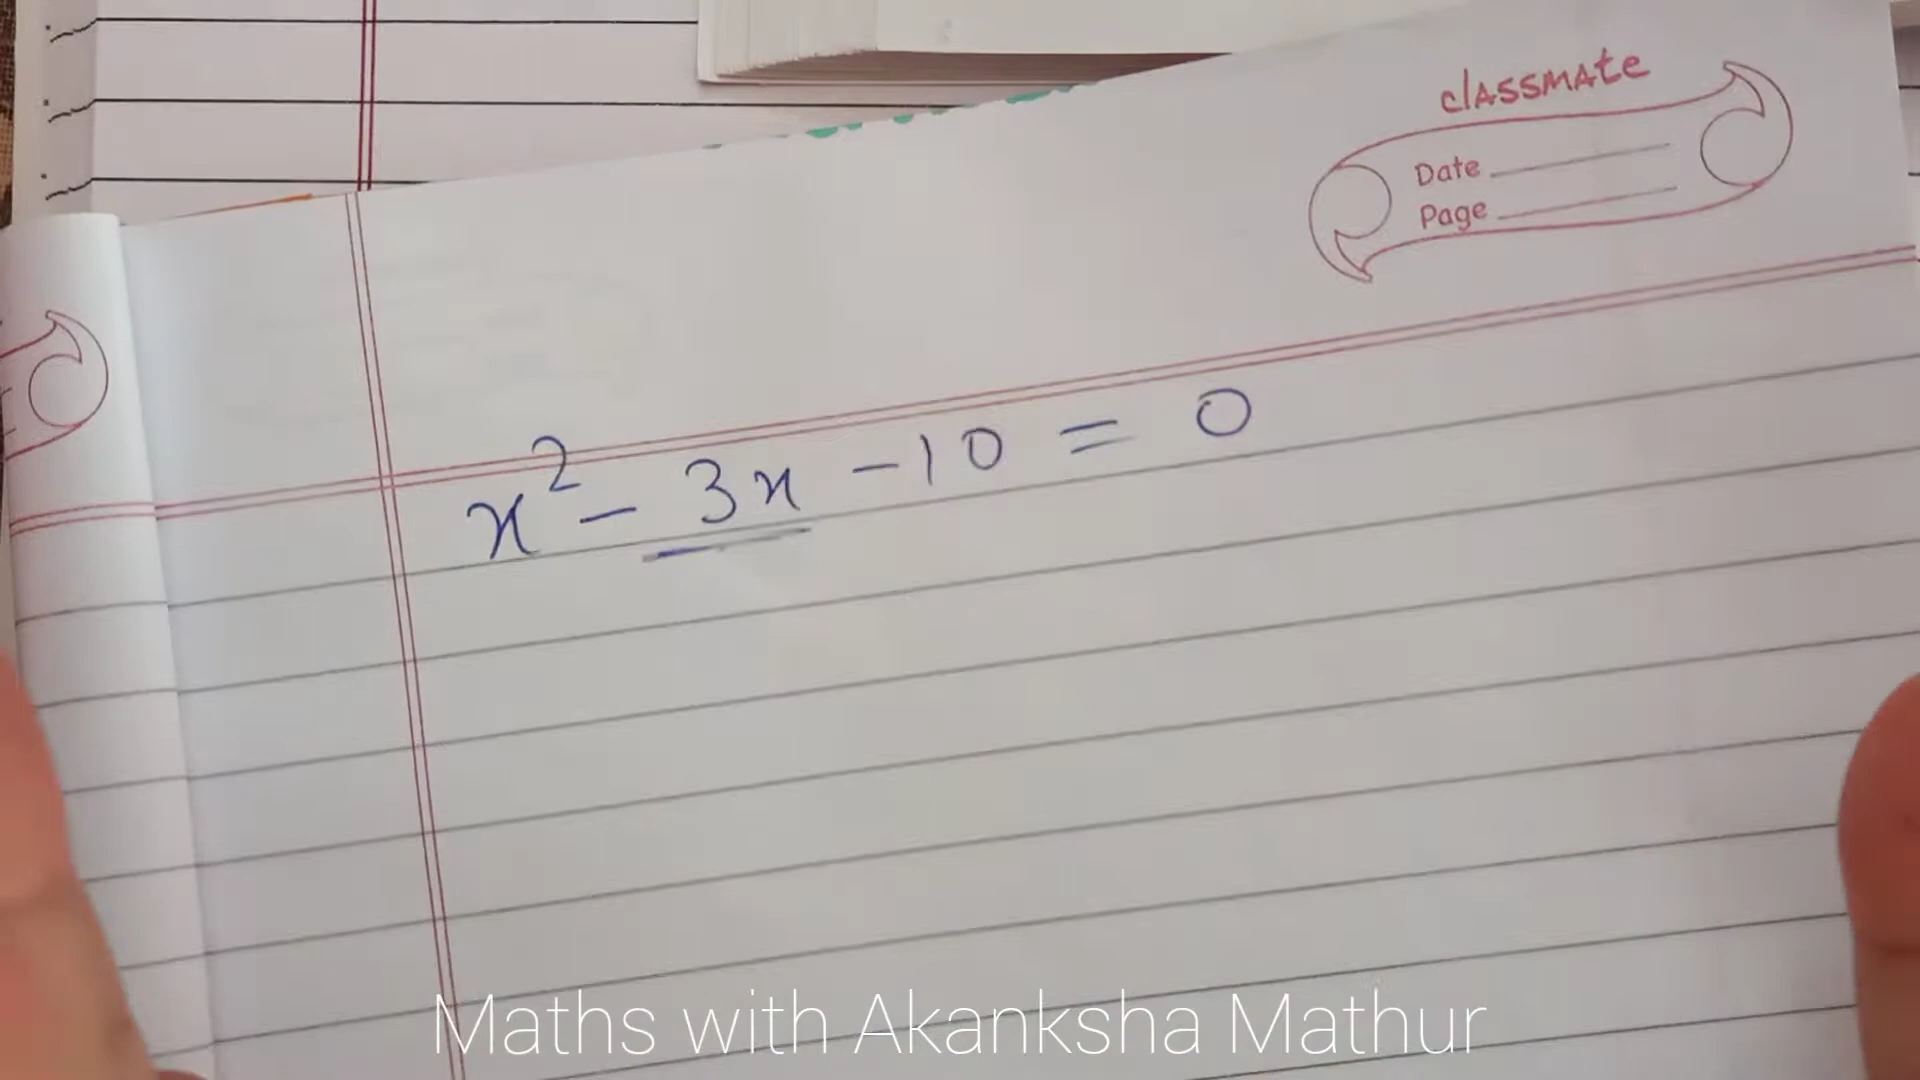 classmate
Date
Page
x² - 3x - 10 = 0
Maths with Akanksha Mathur